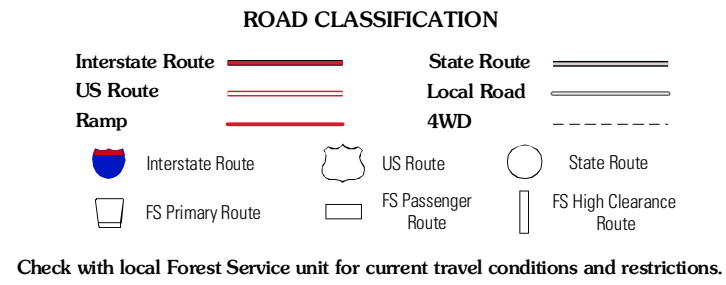 ROAD CLASSIFICATION
Interstate Route
State Route
US Route
Local Road
Ramp
4WD
Interstate Route
US Route
State Route
FS Primary Route
FS Passenger
Route
FS High Clearance
Route
Check with local Forest Service unit for current travel conditions and restrictions.